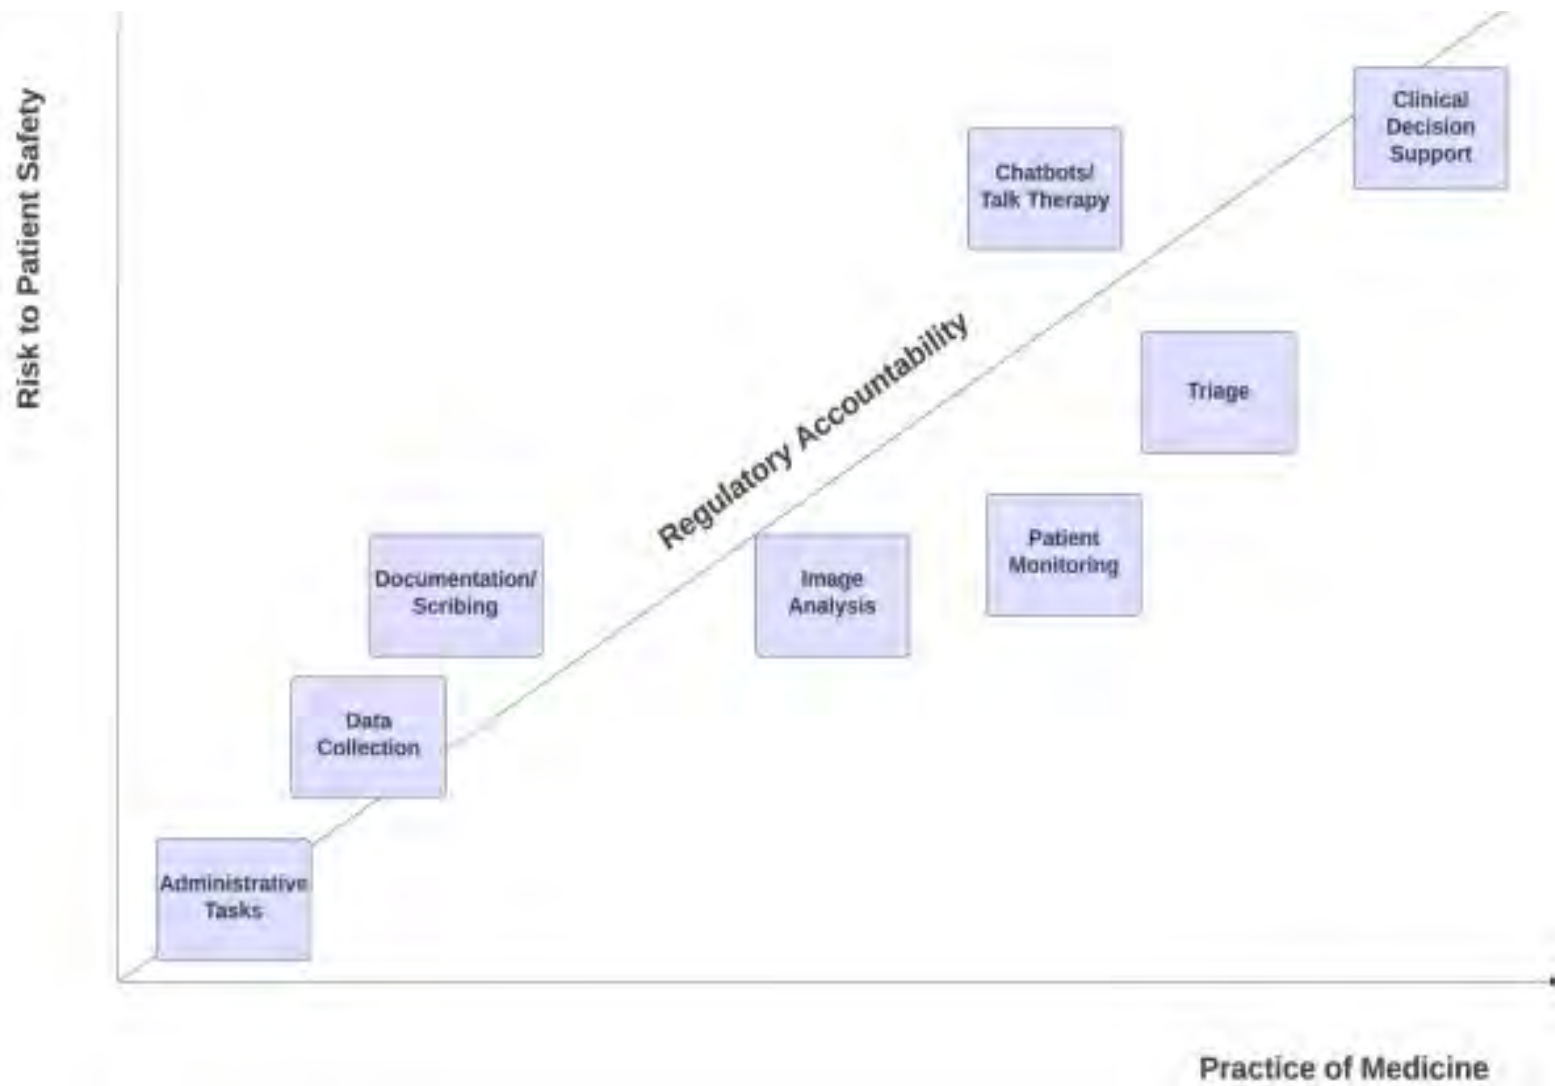 Risk to Patient Safety
Clinical
Decision
Support
Chatbots/
Talk Therapy
Regulatory Accountability
Triage
Patient
Monitoring
Documentation/
Scribing
Image
Analysis
Data
Collection
Administrative
Tasks
Practice of Medicine